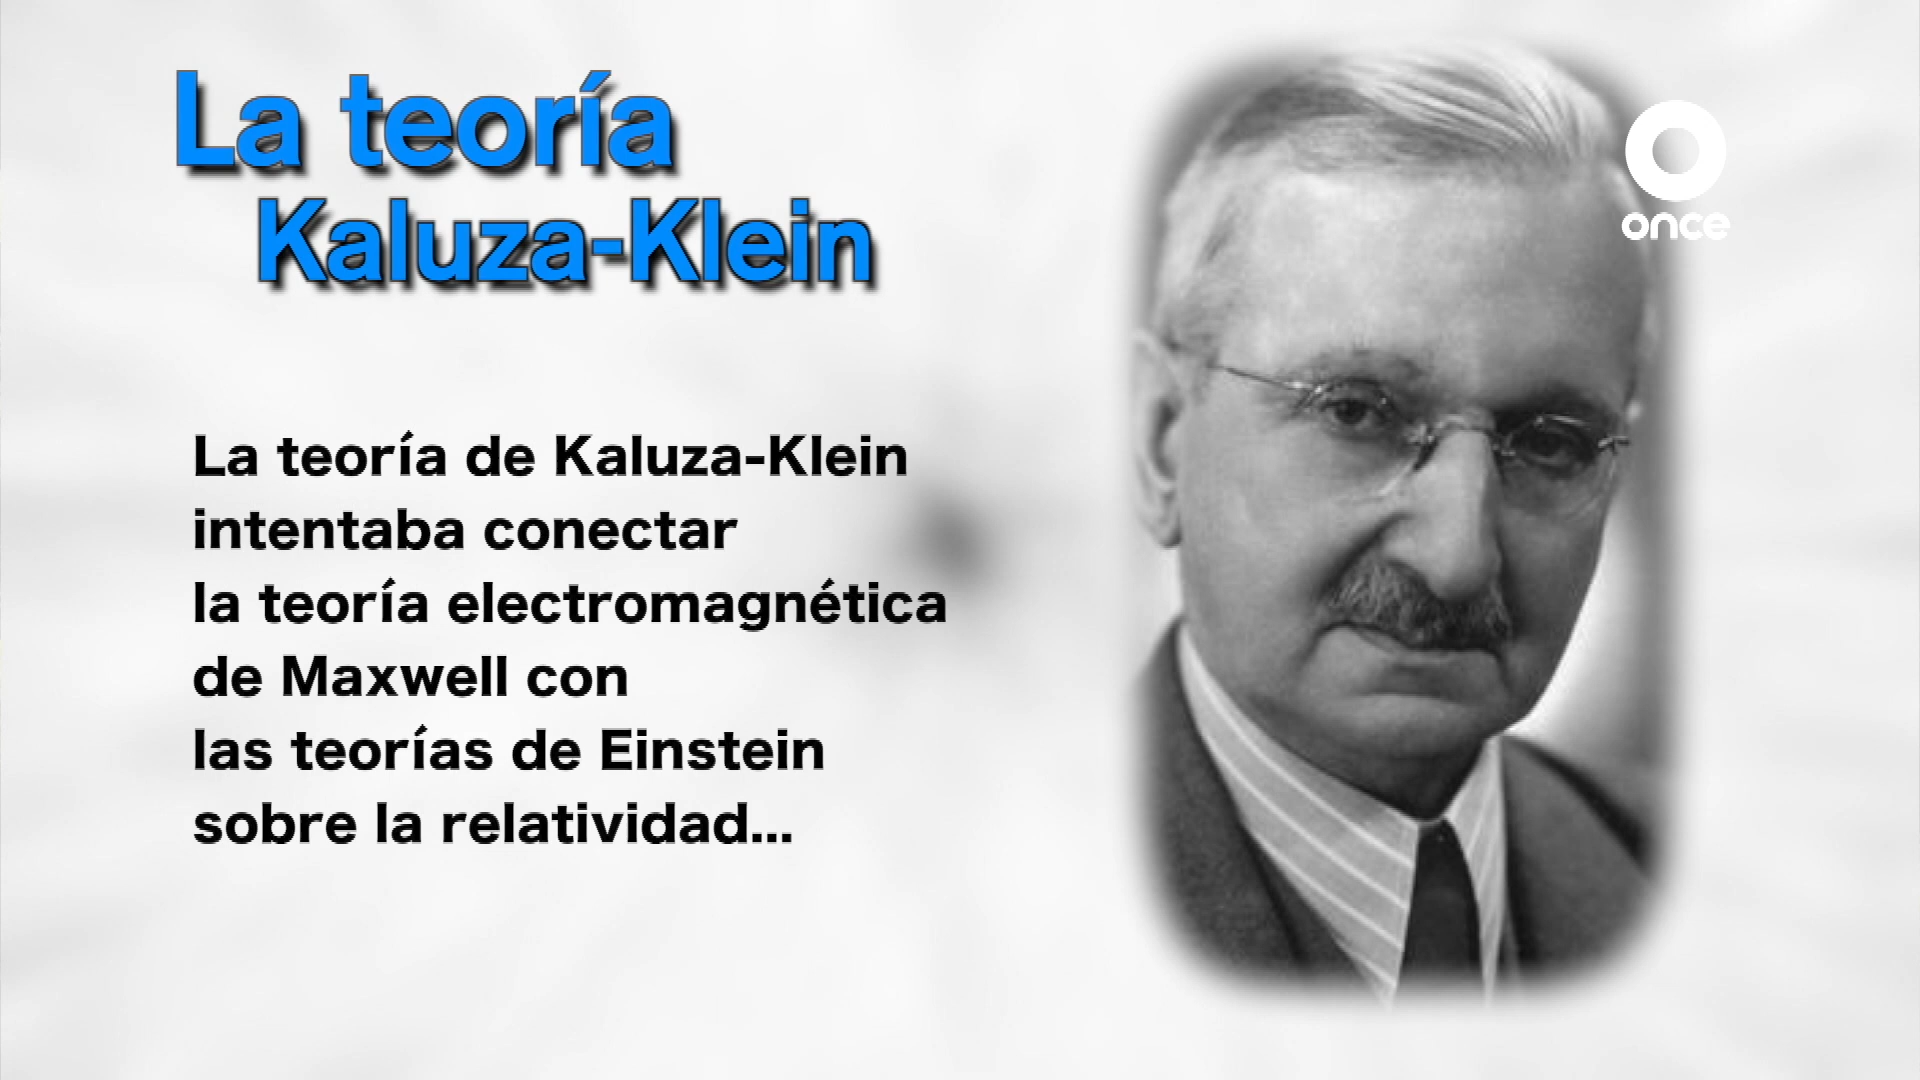 La teoría
Kaluza-Klein
once
La teoría de Kaluza-Klein
intentaba conectar
la teoría electromagnética
de Maxwell con
las teorías de Einstein
sobre la relatividad...